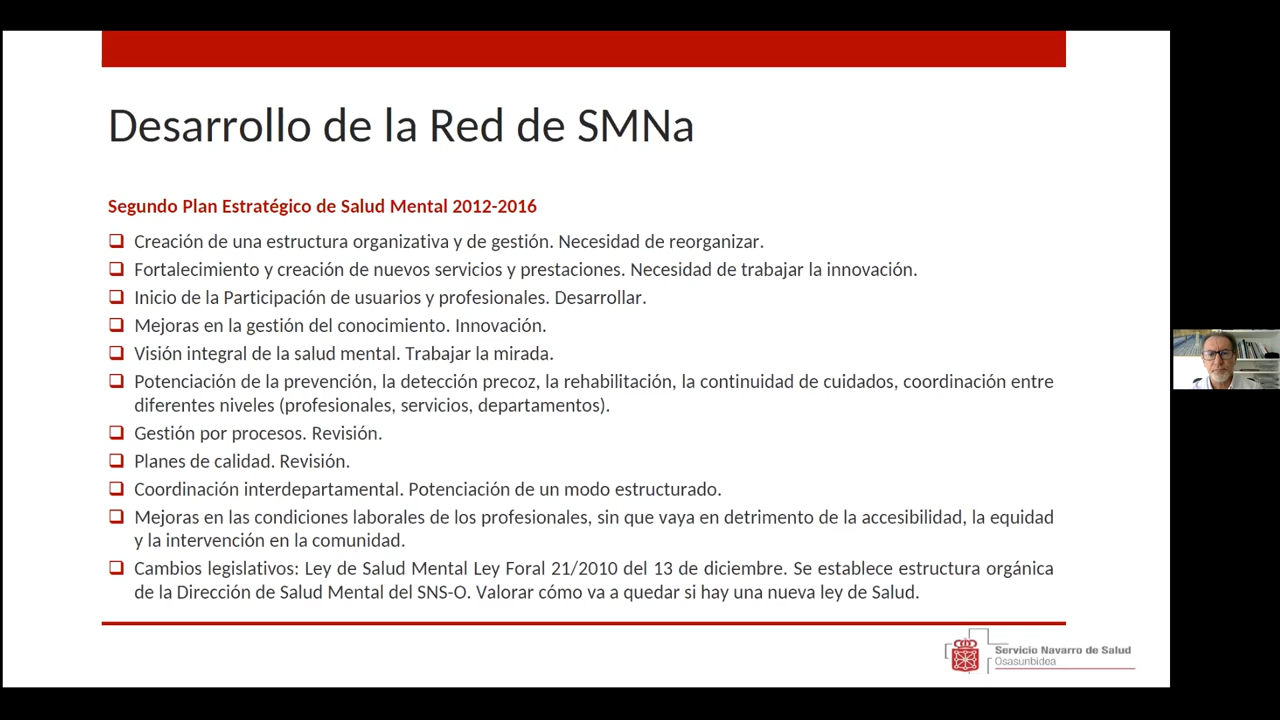 Desarrollo de la Red de SMNa
Segundo Plan Estratégico de Salud Mental 2012-2016
Creación de una estructura organizativa y de gestión. Necesidad de reorganizar.
Fortalecimiento y creación de nuevos servicios y prestaciones. Necesidad de trabajar la innovación.
Inicio de la Participación de usuarios y profesionales. Desarrollar.
Mejoras en la gestión del conocimiento. Innovación.
Visión integral de la salud mental. Trabajar la mirada.
Potenciación de la prevención, la detección precoz, la rehabilitación, la continuidad de cuidados, coordinación entre
diferentes niveles (profesionales, servicios, departamentos).
Gestión por procesos. Revisión.
Planes de calidad. Revisión.
Coordinación interdepartamental. Potenciación de un modo estructurado.
Mejoras en las condiciones laborales de los profesionales, sin que vaya en detrimento de la accesibilidad, la equidad
y la intervención en la comunidad.
Cambios legislativos: Ley de Salud Mental Ley Foral 21/2010 del 13 de diciembre. Se establece estructura orgánica
de la Dirección de Salud Mental del SNS-O. Valorar cómo va a quedar si hay una nueva ley de Salud.
Servicio Navarro de Salud
Osasunbidea